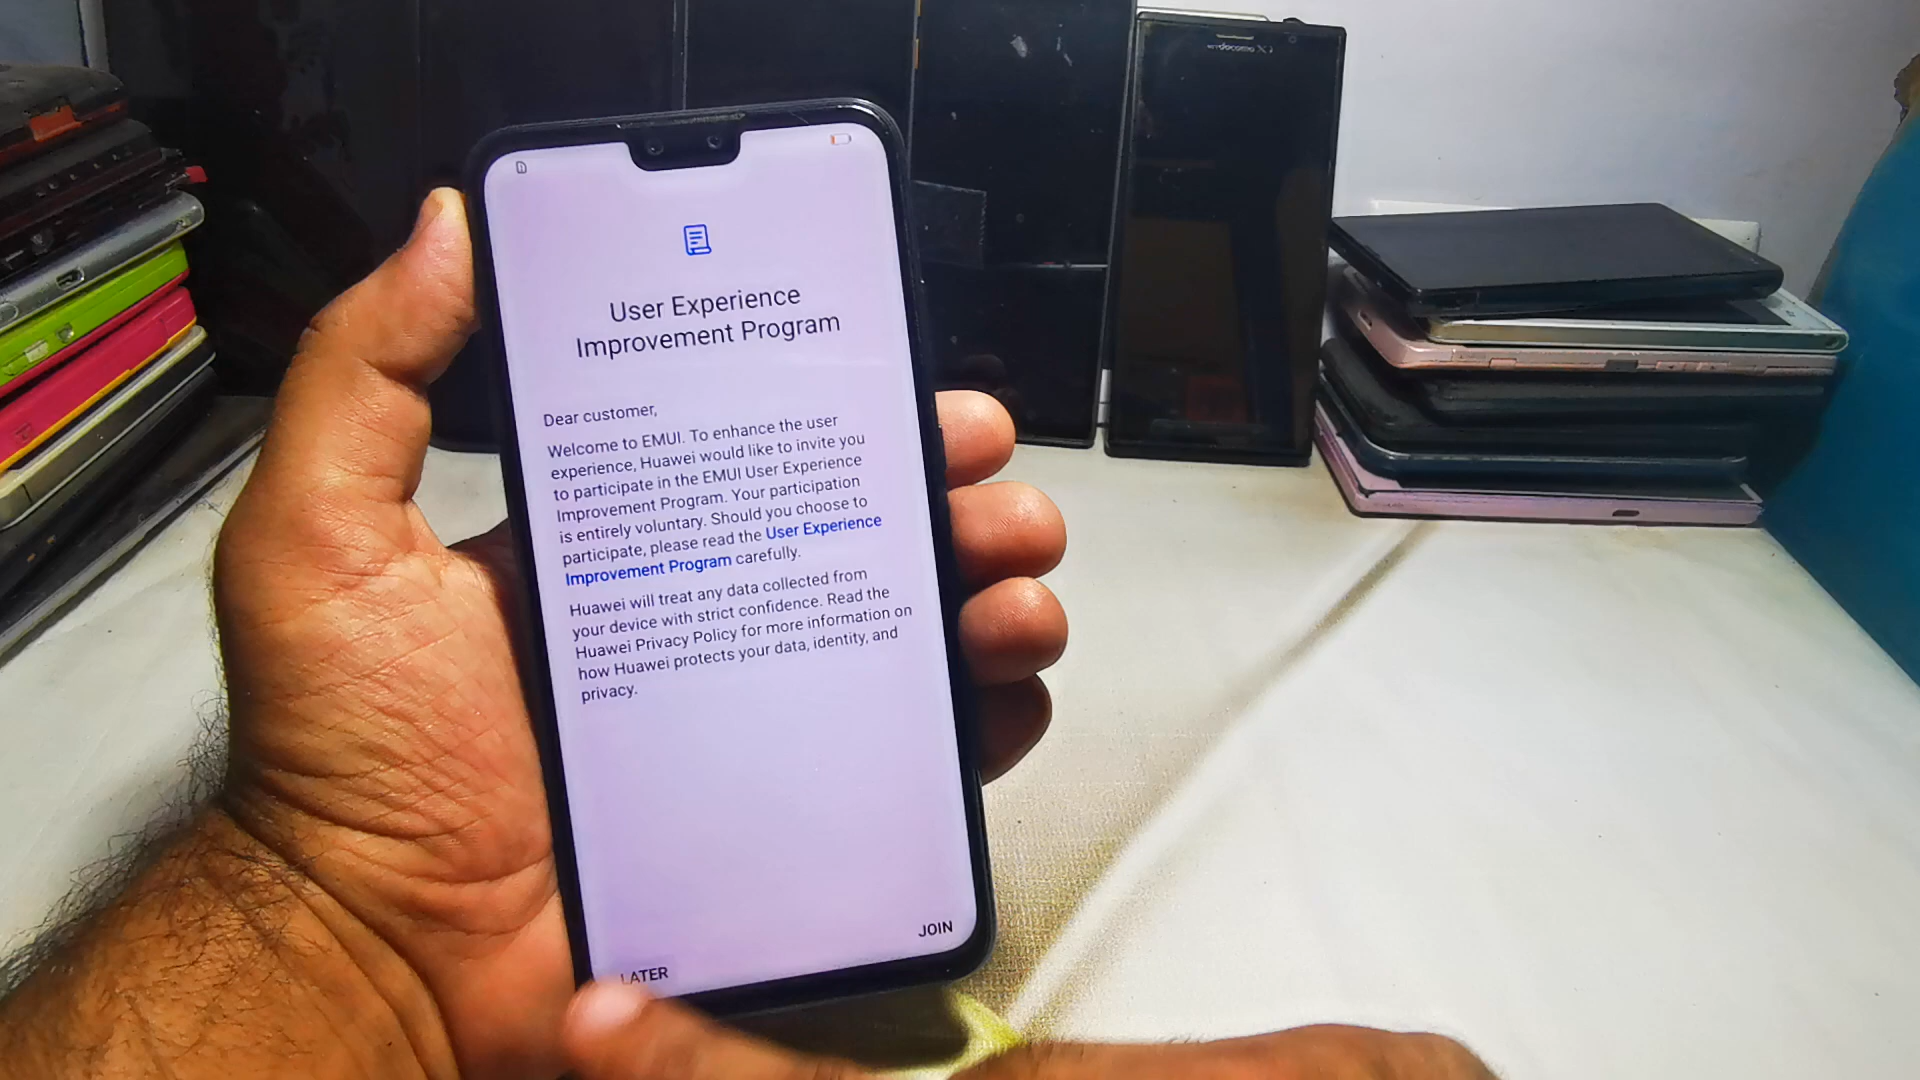 docomo Xi
User Experience
Improvement Program
Dear customer,
Welcome to EMUI. To enhance the user
experience, Huawei would like to invite you
to participate in the EMUI User Experience
Improvement Program. Your participation
is entirely voluntary. Should you choose to
participate, please read the User Experience
Improvement Program carefully.
Huawei will treat any data collected from
your device with strict confidence. Read the
Huawei Privacy Policy for more information on
how Huawei protects your data, identity, and
privacy.
JOIN
LATER